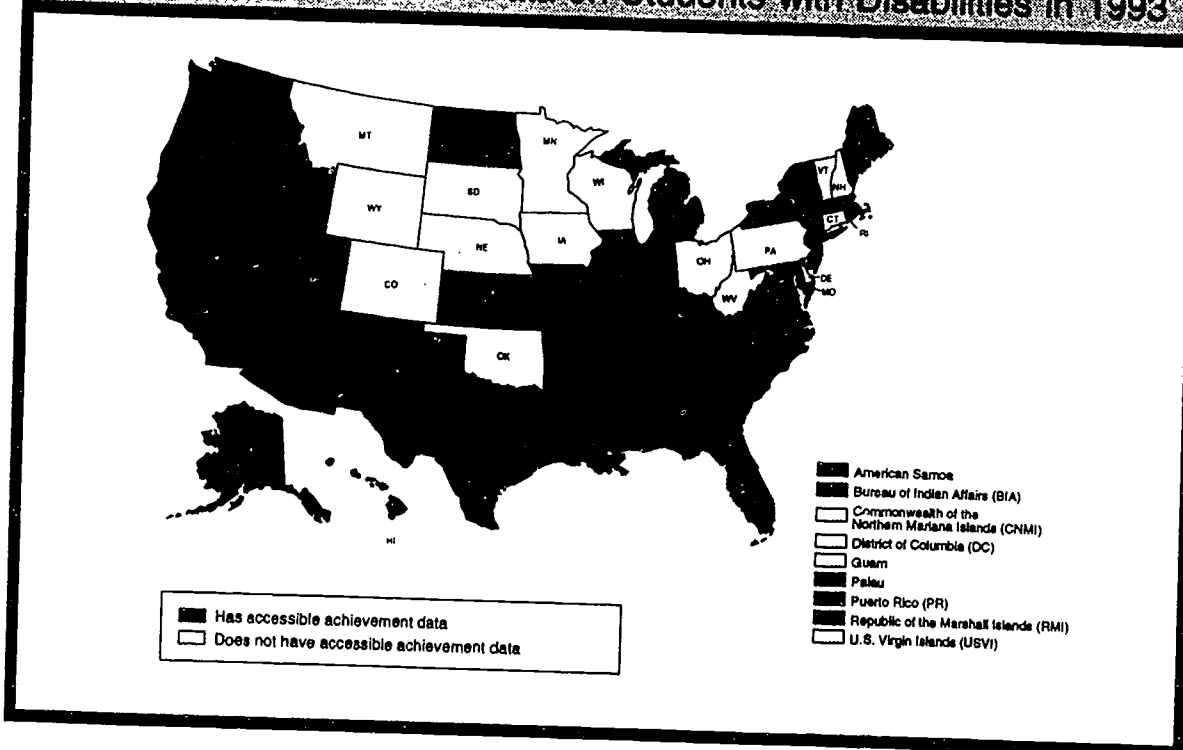 on Students with Disabilities in 1993
MT
MN
VT
NH
SD
WI
WY
CT
RI
NE
IA
PA
OH
DE
MD
CO
WV
OK
HI
American Samoa
Bureau of Indian Affairs (BIA)
Commonwealth of the
Northern Mariana Islands (CNMI)
District of Columbia (DC)
Guam
Palau
Puerto Rico (PR)
Republic of the Marshall Islands (RMI)
U.S. Virgin Islands (USVI)
Has accessible achievement data
Does not have accessible achievement data